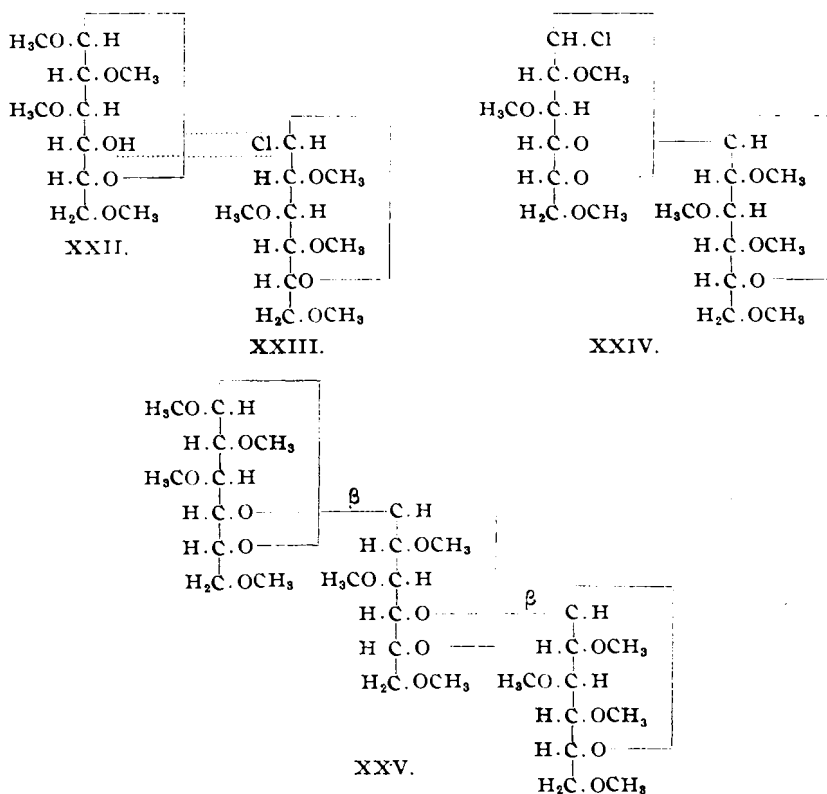 H₃CO.C.H
H.C.OCH₃
H₃CO.C.H
H.C.OH
H.C.O
H₂C.OCH₃
XXII.
Cl.C.H
H.C.OCH₃
H₃CO.C.H
H.C.OCH₃
H.CO
H₂C.OCH₃
XXIII.
CH.Cl
H.C.OCH₃
H₃CO.C.H
H.C.O
H.C.O
H₂C.OCH₃
C.H
H.C.OCH₃
H₃CO.C.H
H.C.OCH₃
H.C.O
H₂C.OCH₃
XXIV.
H₃CO.C.H
H.C.OCH₃
H₃CO.C.H
H.C.O
H.C.O
H₂C.OCH₃
β
C.H
H.C.OCH₃
H₃CO.C.H
H.C.O
H C.O
H₂C.OCH₃
β
C.H
H.C.OCH₃
H₃CO.C.H
H.C.OCH₃
H.C.O
H₂C.OCH₃
XXV.